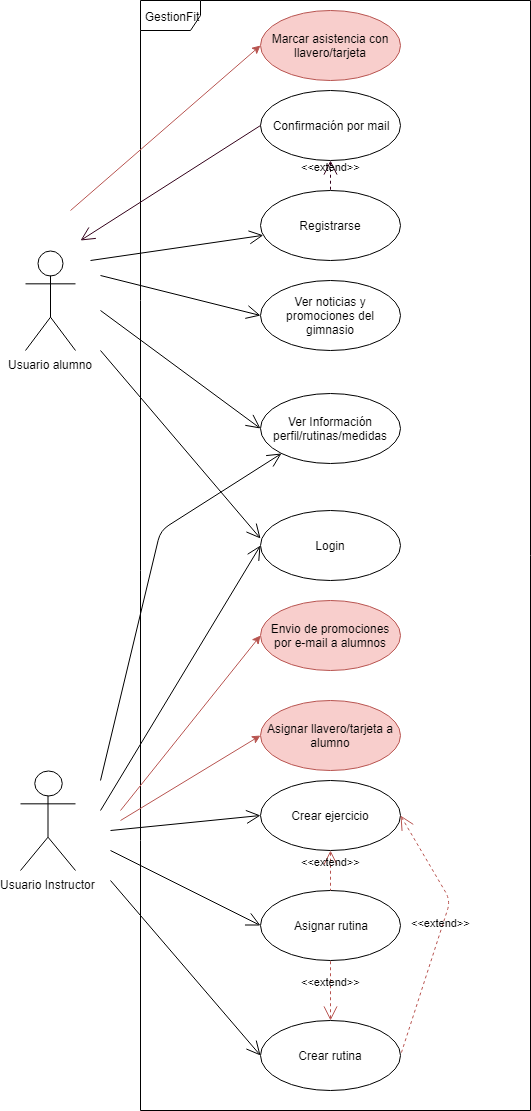 GestionFit
Marcar asistencia con
llavero/tarjeta
Confirmación por mail
<<extend>>
Registrarse
Ver noticias y
promociones del
gimnasio
Usuario alumno
Ver Información
perfil/rutinas/medidas
Login
Envio de promociones
por e-mail a alumnos
Asignar llavero/tarjeta a
alumno
Crear ejercicio
<<extend>>
Usuario Instructor
Asignar rutina
<<extend>>
<<extend>>
Crear rutina